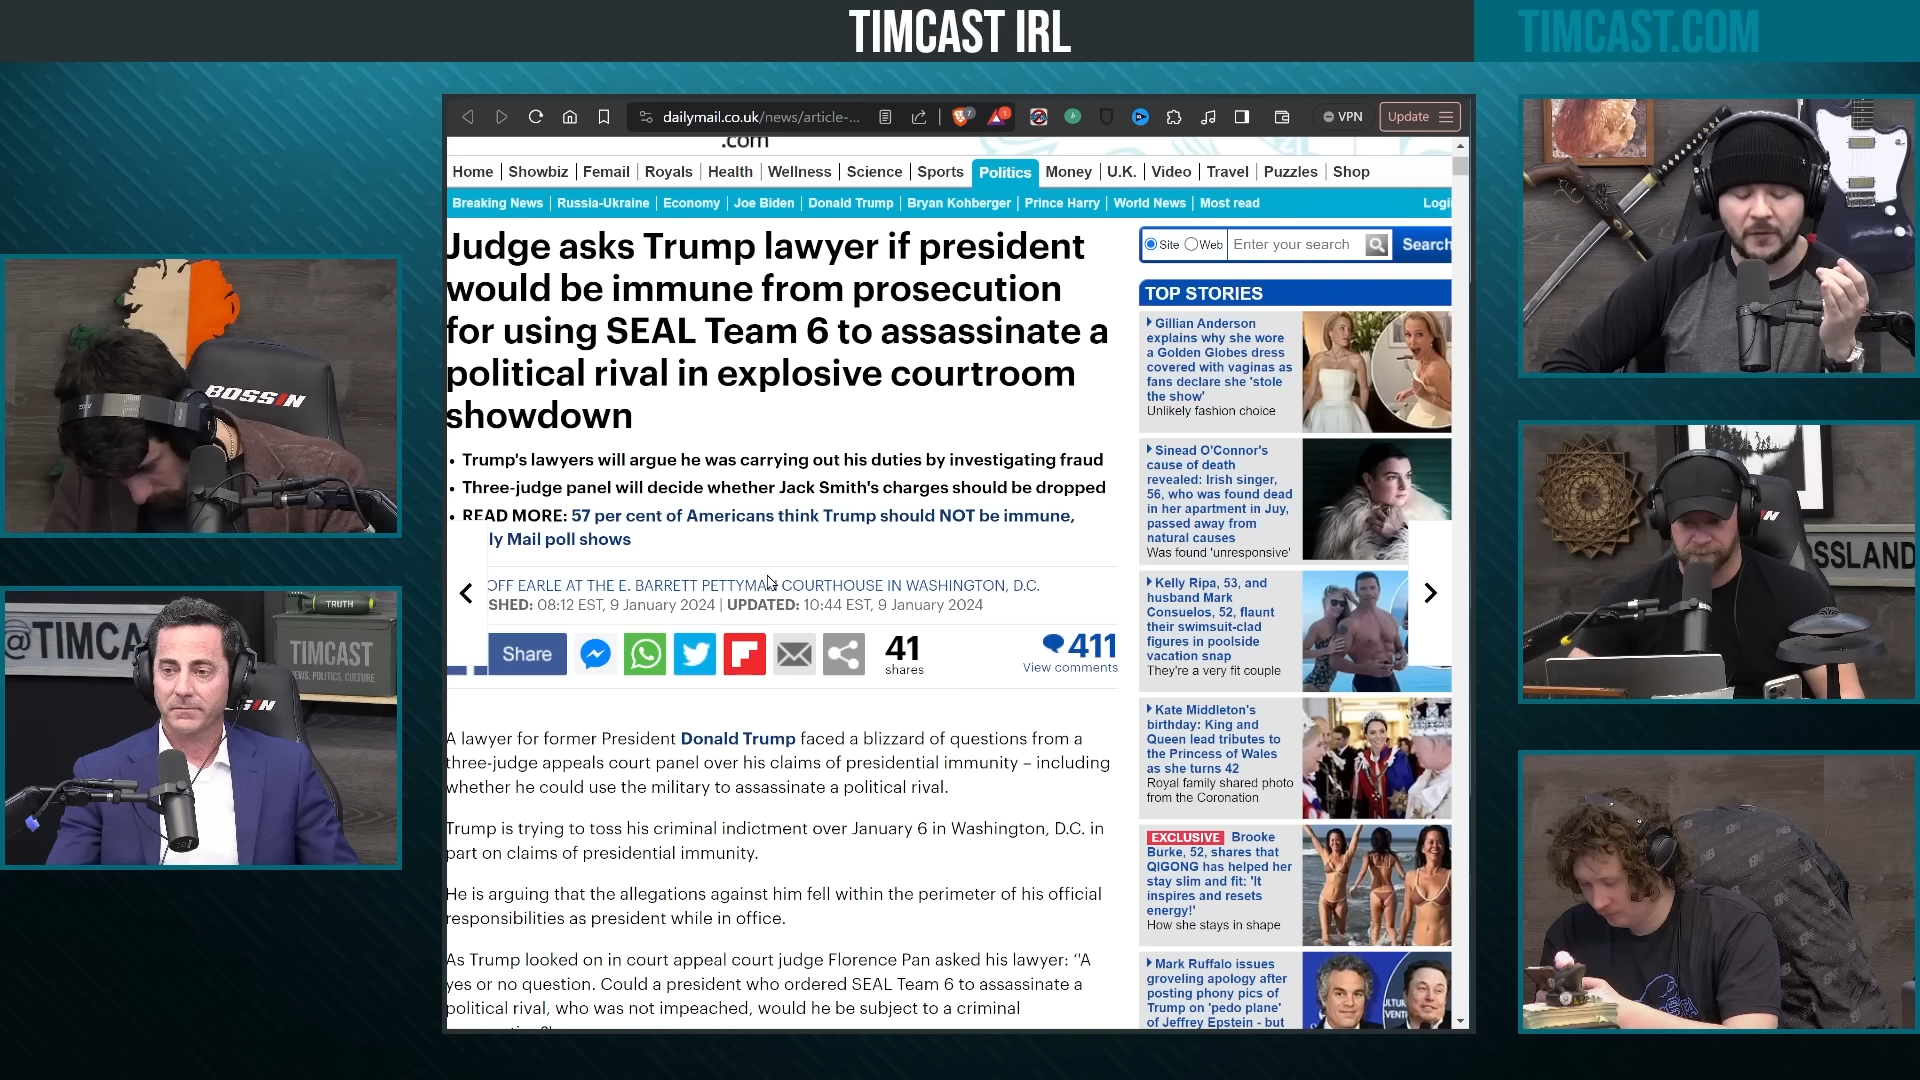 TIMCAST IRL
TIMCAST.COM
dailymail.co.uk/news/article-...
7
1
VPN
Update
.com
Home
Showbiz
Femail
Royals
Health
Wellness
Science
Sports
Politics
Money
U.K.
Video
Travel
Puzzles
Shop
Breaking News
Russia-Ukraine
Economy
Joe Biden
Donald Trump
Bryan Kohberger
Prince Harry
World News
Most read
Judge asks Trump lawyer if president
would be immune from prosecution
for using SEAL Team 6 to assassinate a
political rival in explosive courtroom
showdown
• Trump's lawyers will argue he was carrying out his duties by investigating fraud
• Three-judge panel will decide whether Jack Smith's charges should be dropped
• READ MORE: 57 per cent of Americans think Trump should NOT be immune,
ly Mail poll shows
OFF EARLE AT THE E. BARRETT PETTYMAN COURTHOUSE IN WASHINGTON, D.C.
SHED: 08:12 EST, 9 January 2024 | UPDATED: 10:44 EST, 9 January 2024
Share
41
shares
411
View comments
A lawyer for former President Donald Trump faced a blizzard of questions from a
three-judge appeals court panel over his claims of presidential immunity – including
whether he could use the military to assassinate a political rival.
Trump is trying to toss his criminal indictment over January 6 in Washington, D.C. in
part on claims of presidential immunity.
He is arguing that the allegations against him fell within the perimeter of his official
responsibilities as president while in office.
As Trump looked on in court appeal court judge Florence Pan asked his lawyer: ''A
yes or no question. Could a president who ordered SEAL Team 6 to assassinate a
political rival, who was not impeached, would he be subject to a criminal
Site
Web
Enter your search
Search
TOP STORIES
Gillian Anderson
explains why she wore
a Golden Globes dress
covered with vaginas as
fans declare she 'stole
the show'
Unlikely fashion choice
Sinead O'Connor's
cause of death
revealed: Irish singer,
56, who was found dead
in her apartment in Juy,
passed away from
natural causes
Was found 'unresponsive'
Kelly Ripa, 53, and
husband Mark
Consuelos, 52, flaunt
their swimsuit-clad
figures in poolside
vacation snap
They're a very fit couple
Kate Middleton's
birthday: King and
Queen lead tributes to
the Princess of Wales
as she turns 42
Royal family shared photo
from the Coronation
EXCLUSIVE Brooke
Burke, 52, shares that
QIGONG has helped her
stay slim and fit: 'It
inspires and resets
energy!'
How she stays in shape
Mark Ruffalo issues
groveling apology after
posting phony pics of
Trump on 'pedo plane'
of Jeffrey Epstein - but
BOSSIN
@TIMCA
TRUTH
TIMCAST
NEWS, POLITICS, CULTURE.
SIN
OSSLAND